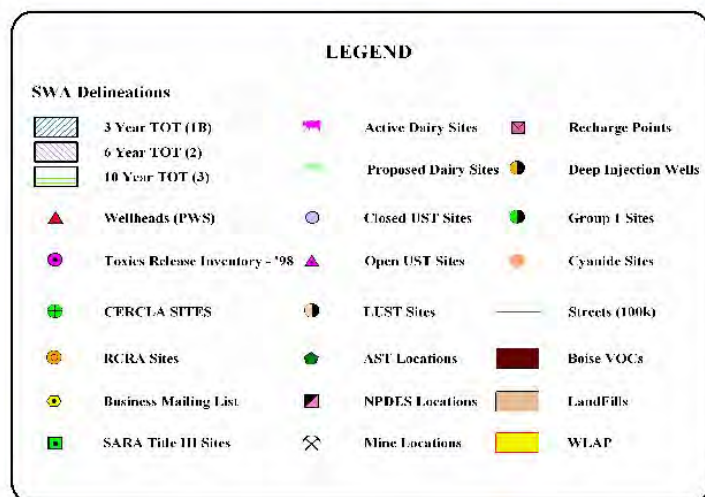 LEGEND
SWA Delineations
3 Year TOT (1B)
6 Year TOT (2)
10 Year TOT (3)
Wellheads (PWS)
Toxics Release Inventory - '98
CERCLA SITES
RCRA Sites
Business Mailing List
SARA Title III Sites
Active Dairy Sites
Proposed Dairy Sites
Closed UST Sites
Open UST Sites
LUST Sites
AST Locations
NPDES Locations
Mine Locations
Recharge Points
Deep Injection Wells
Group 1 Sites
Cyanide Sites
Streets (100k)
Boise VOCs
LandFills
WLAP